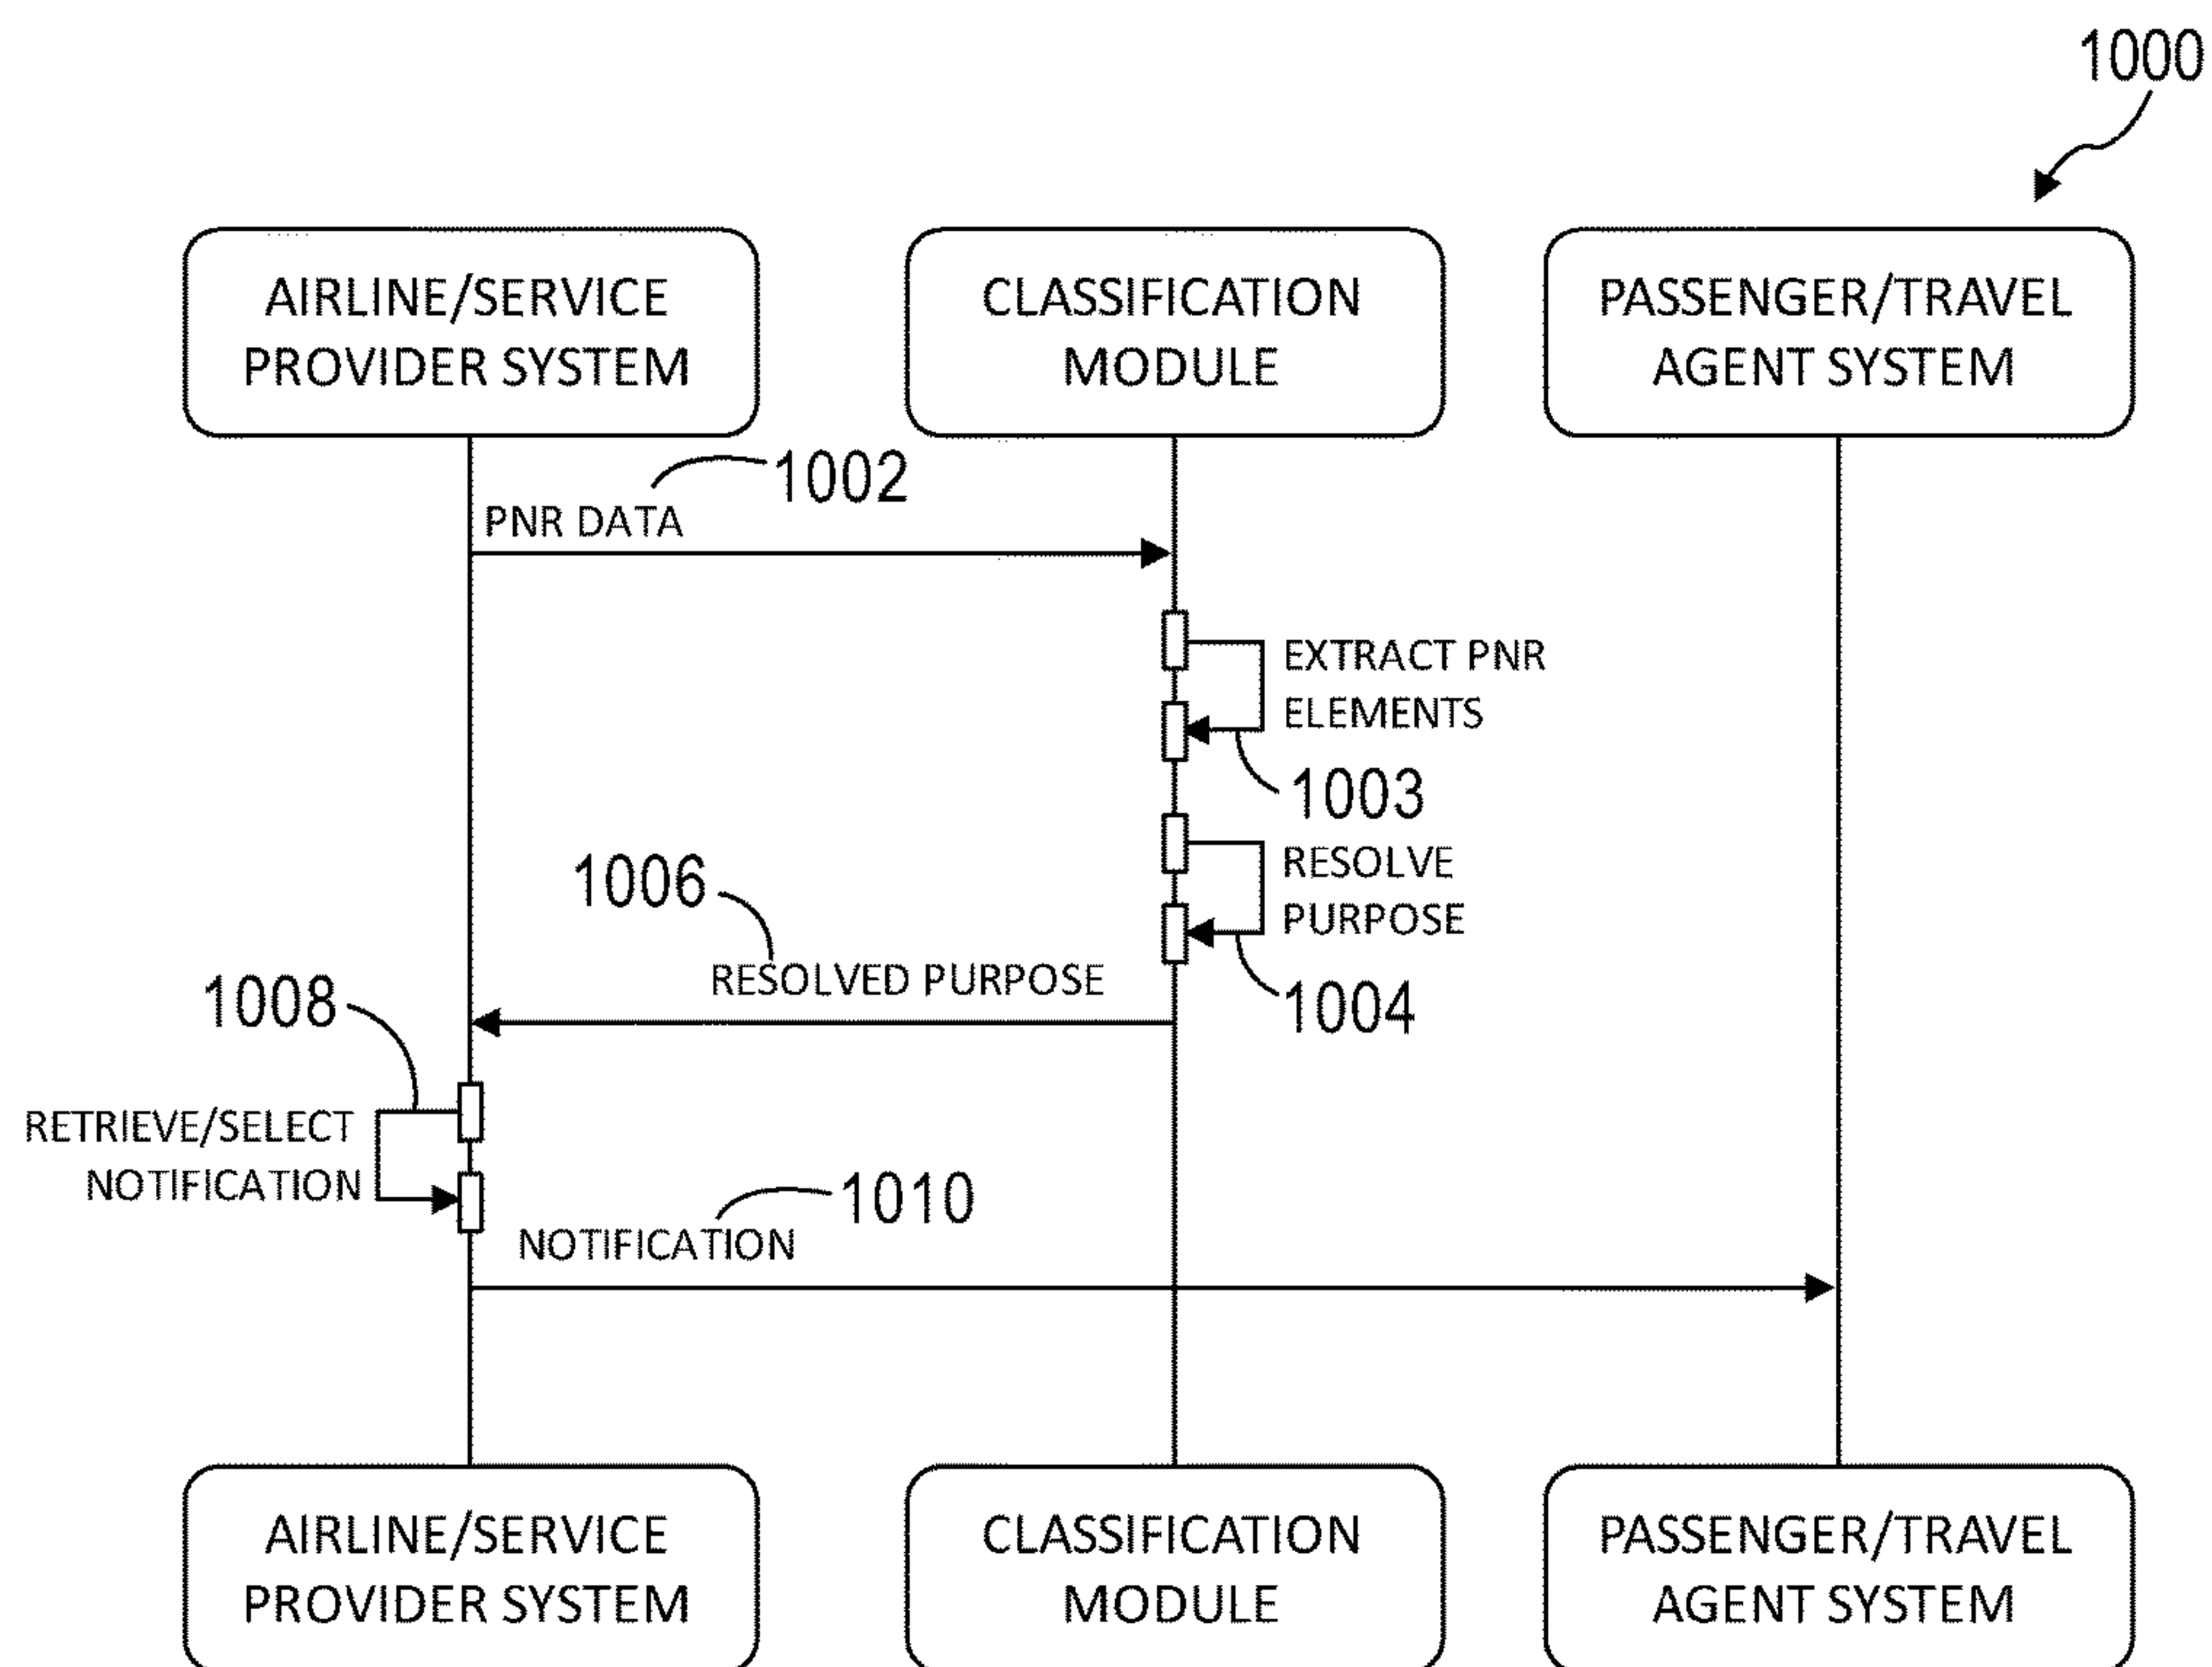 1000
AIRLINE/SERVICE
PROVIDER SYSTEM
CLASSIFICATION
MODULE
PASSENGER/TRAVEL
AGENT SYSTEM
1002
PNR DATA
EXTRACT PNR
ELEMENTS
1003
RESOLVE
PURPOSE
1004
1006
RESOLVED PURPOSE
1008
RETRIEVE/SELECT
NOTIFICATION
1010
NOTIFICATION
AIRLINE/SERVICE
PROVIDER SYSTEM
CLASSIFICATION
MODULE
PASSENGER/TRAVEL
AGENT SYSTEM